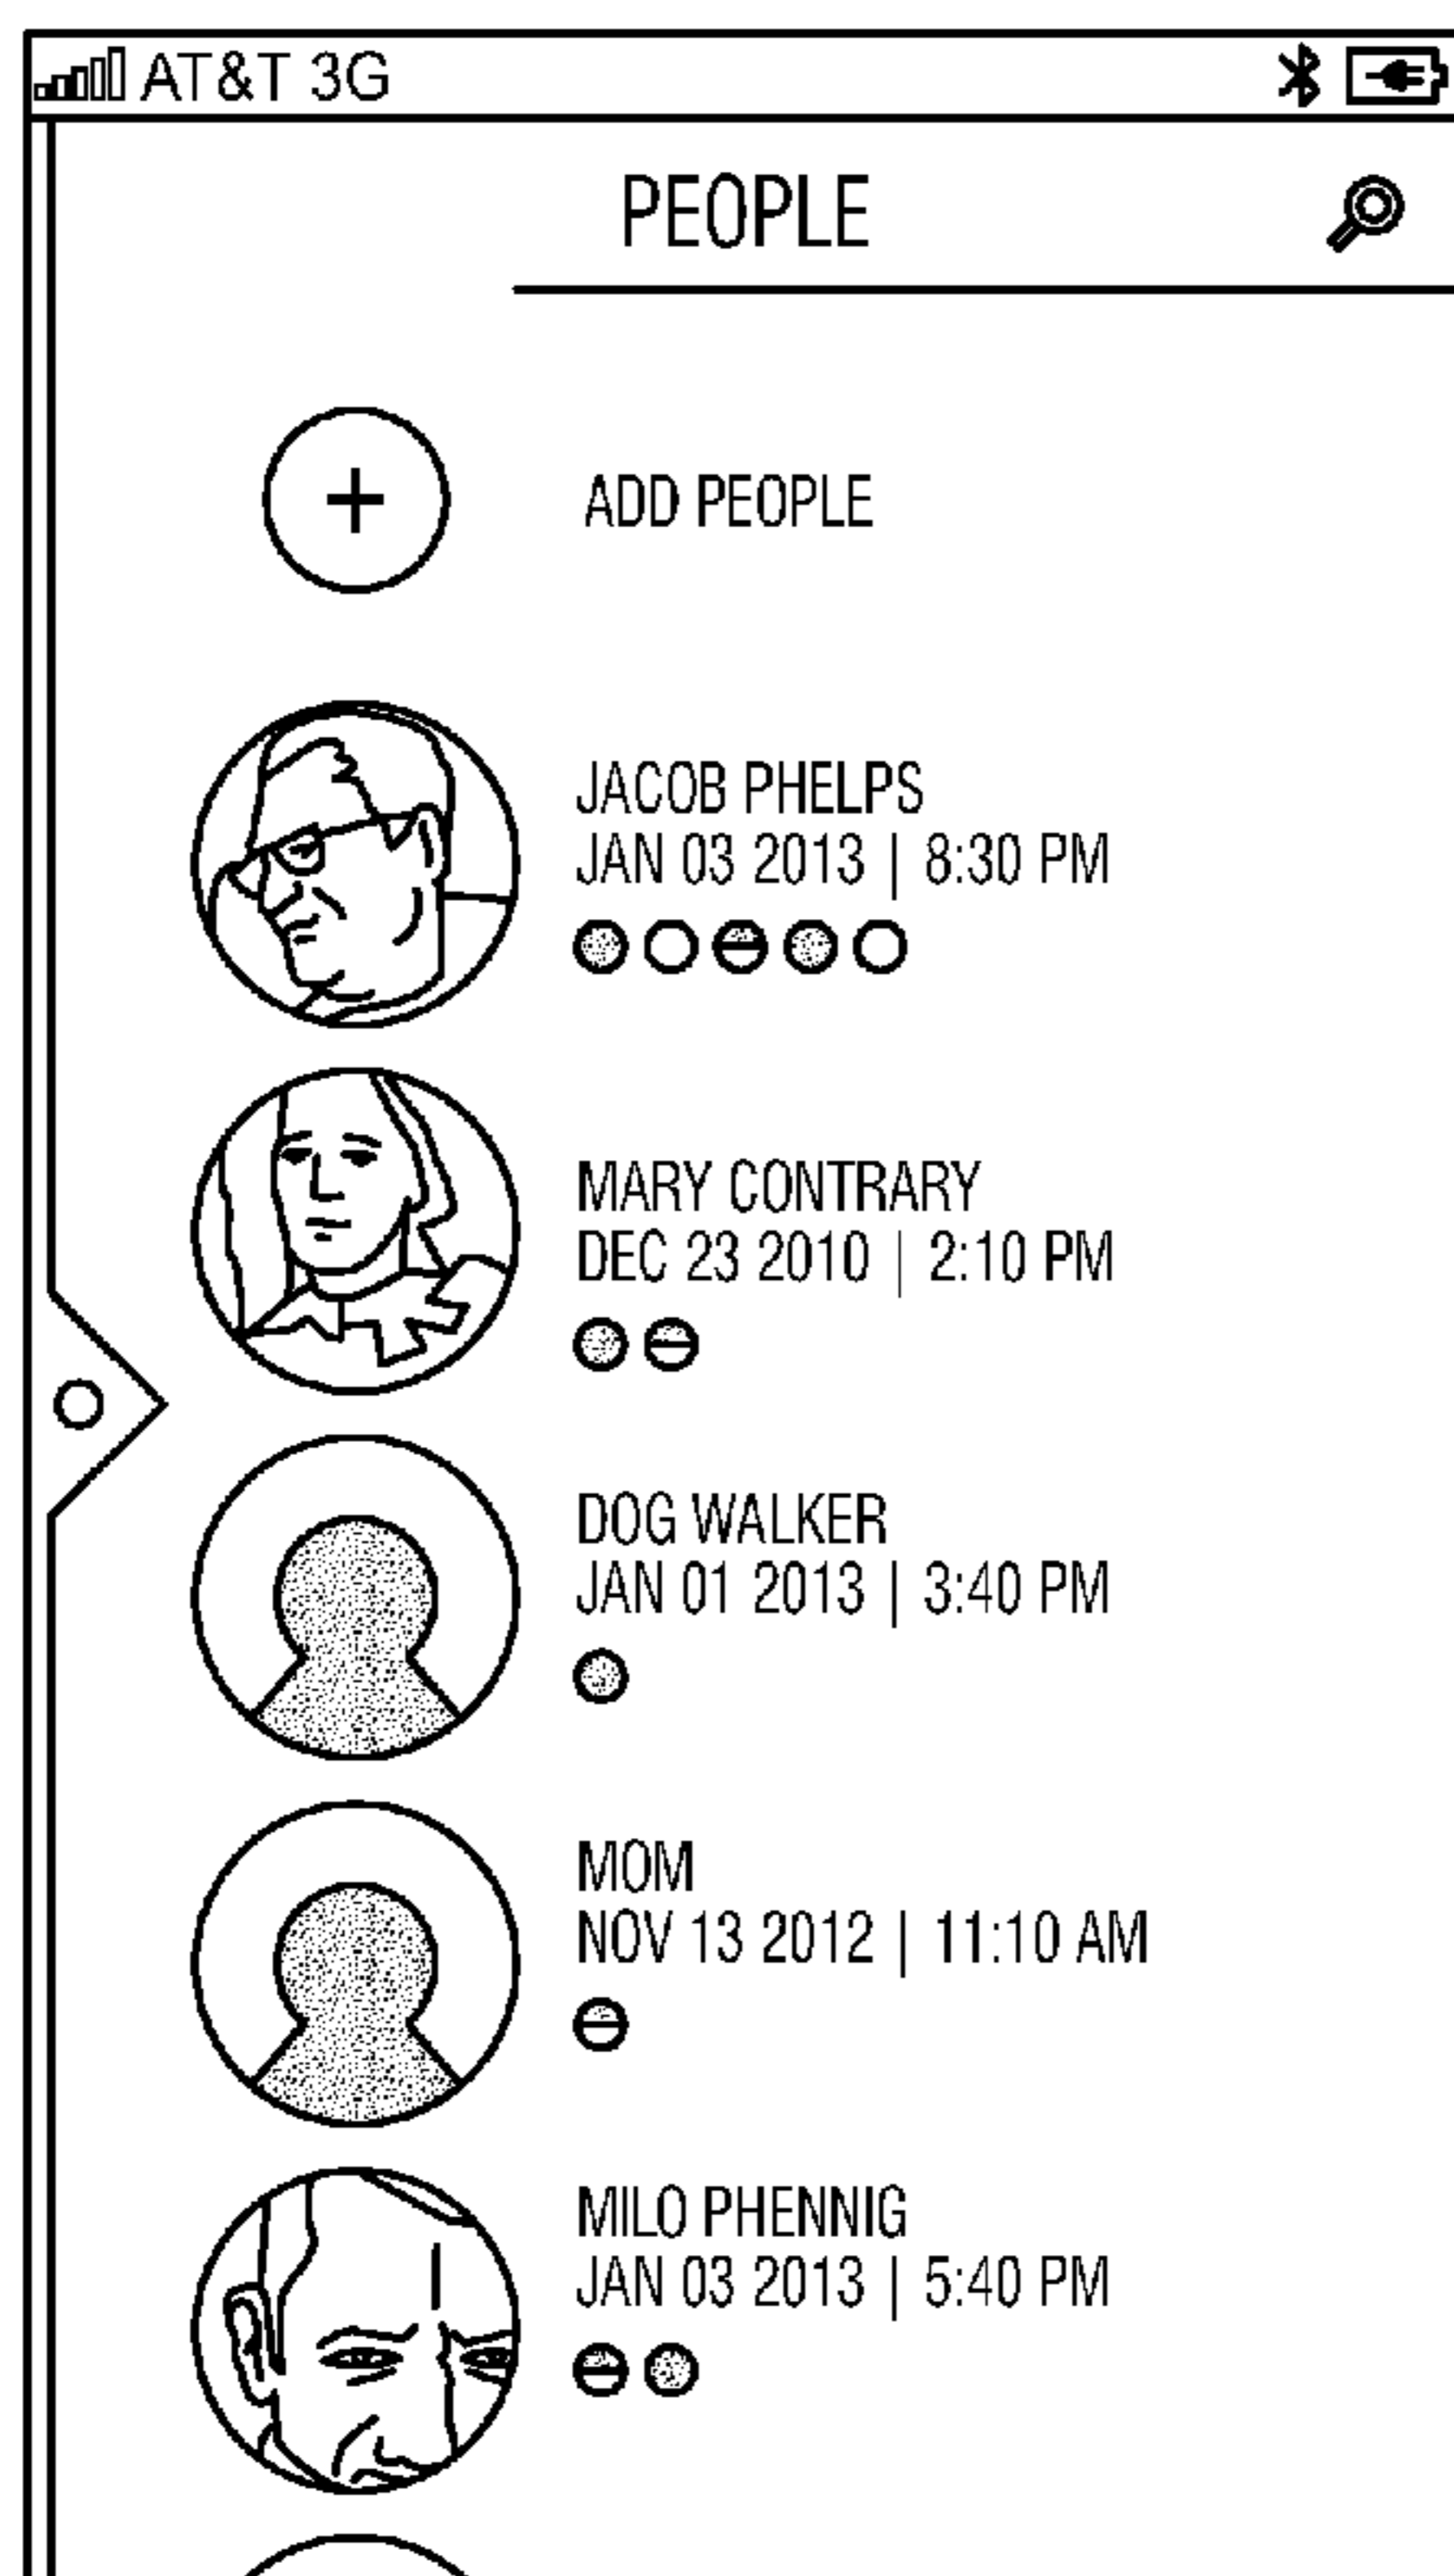 AT&T 3G
PEOPLE
ADD PEOPLE
JACOB PHELPS
JAN 03 2013 | 8:30 PM
MARY CONTRARY
DEC 23 2010 | 2:10 PM
DOG WALKER
JAN 01 2013 | 3:40 PM
MOM
NOV 13 2012 | 11:10 AM
MILO PHENNIG
JAN 03 2013 | 5:40 PM